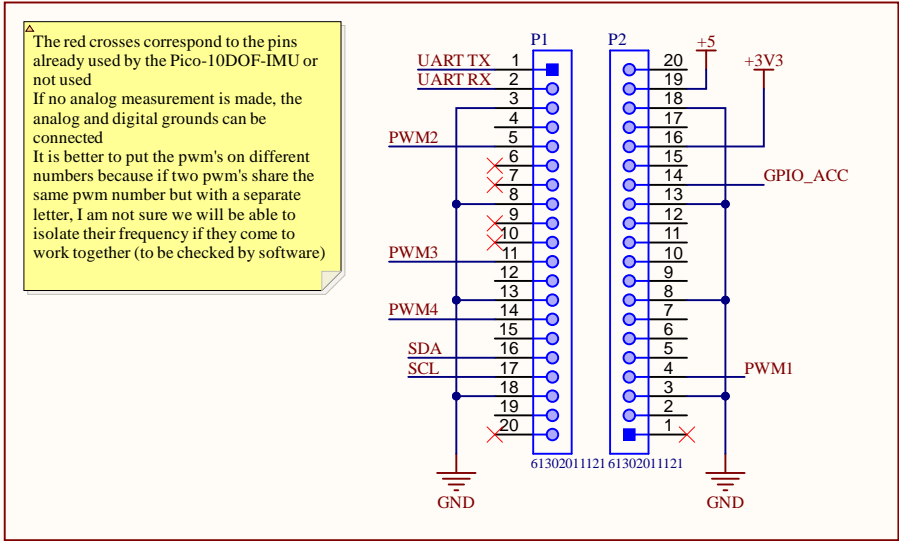 The red crosses correspond to the pins
already used by the Pico-10DOF-IMU or
not used
If no analog measurement is made, the
analog and digital grounds can be
connected
It is better to put the pwm's on different
numbers because if two pwm's share the
same pwm number but with a separate
letter, I am not sure we will be able to
isolate their frequency if they come to
work together (to be checked by software)
P1
UART TX 1
UART RX 2
3
4
PWM2 5
6
7
8
9
10
PWM3 11
12
13
PWM4 14
15
SDA 16
SCL 17
18
19
20
61302011121
GND
P2
+5
+3V3
20
19
18
17
16
15
14 GPIO_ACC
13
12
11
10
9
8
7
6
5
4 PWM1
3
2
1
61302011121
GND